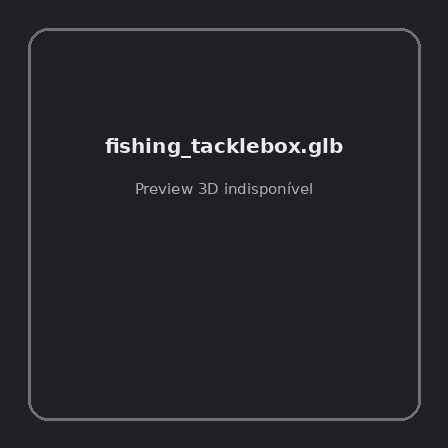 fishing_tacklebox.glb
Preview 3D indisponível